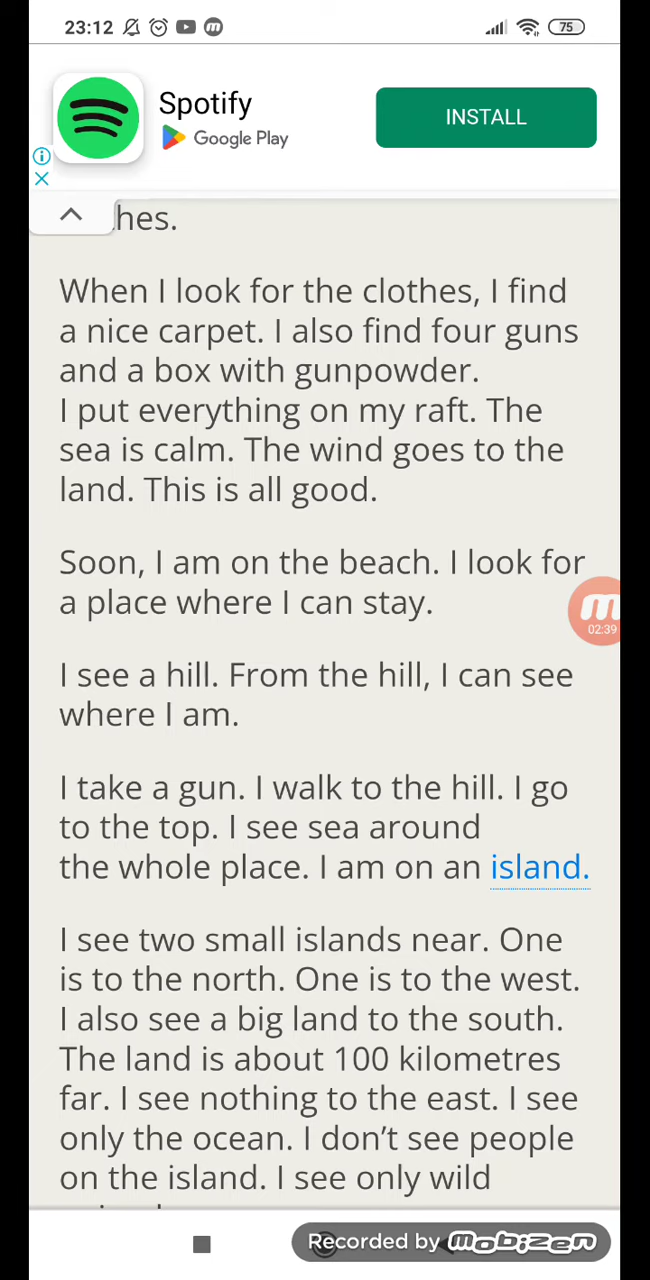 23:12
75
Spotify
Google Play
INSTALL
hes.
When I look for the clothes, I find
a nice carpet. I also find four guns
and a box with gunpowder.
I put everything on my raft. The
sea is calm. The wind goes to the
land. This is all good.
Soon, I am on the beach. I look for
a place where I can stay.
02:39
I see a hill. From the hill, I can see
where I am.
I take a gun. I walk to the hill. I go
to the top. I see sea around
the whole place. I am on an island.
I see two small islands near. One
is to the north. One is to the west.
I also see a big land to the south.
The land is about 100 kilometres
far. I see nothing to the east. I see
only the ocean. I don’t see people
on the island. I see only wild
Recorded by mobizen